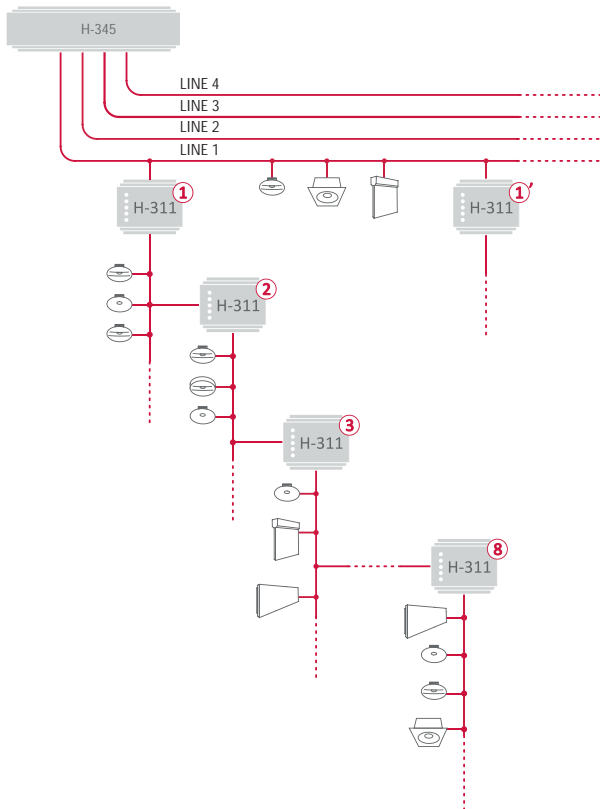 H-345
LINE 4
LINE 3
LINE 2
LINE 1
H-311 1
H-311 1′
H-311 2
H-311 3
H-311 8